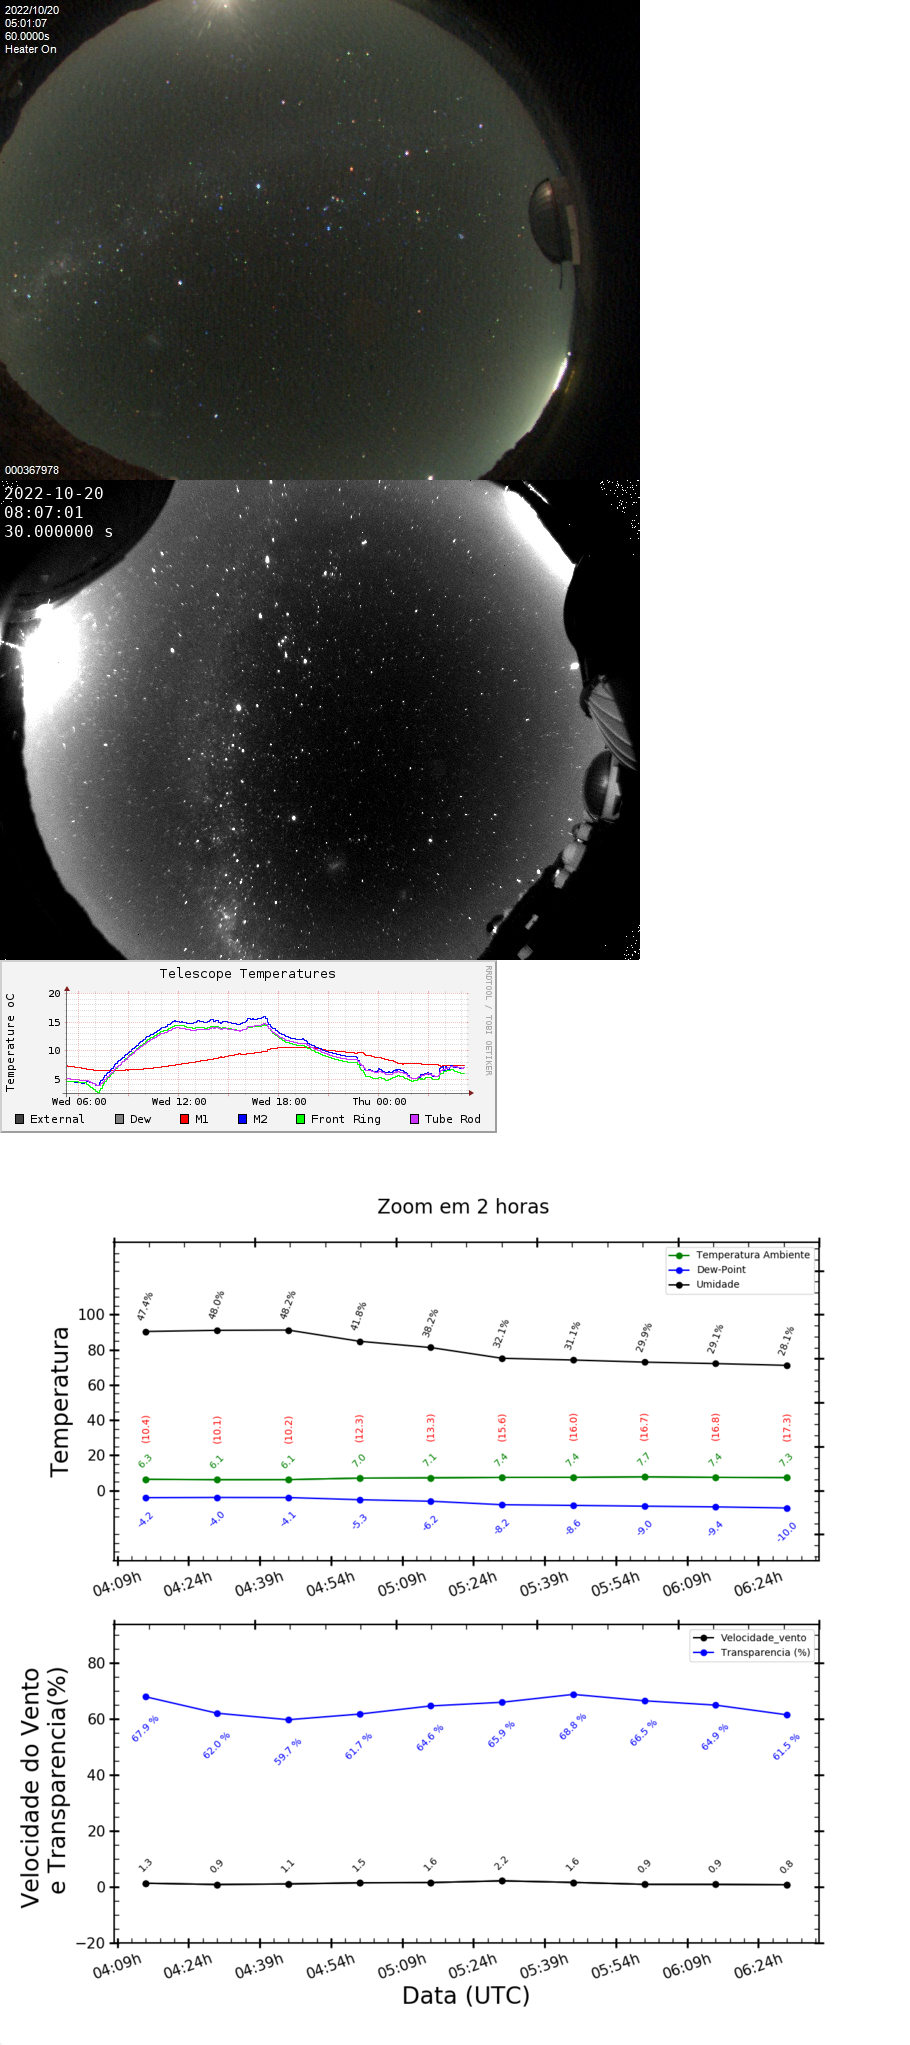 2022/10/20
05:01:07
60.0000s
Heater On
000367978
2022-10-20
08:07:01
30.000000 s
Telescope Temperatures
Temperature oC
20
15
10
5
Wed 06:00 Wed 12:00 Wed 18:00 Thu 00:00
External Dew M1 M2 Front Ring Tube Rod
RRDTOOL / TOBI OETIKER
Zoom em 2 horas
Temperatura Ambiente
Dew-Point
Umidade
Temperatura
100
80
60
40
20
0
47.4% 48.0% 48.2% 41.8% 38.2% 32.1% 31.1% 29.9% 29.1% 28.1%
(10.4) (10.1) (10.2) (12.3) (13.3) (15.6) (16.0) (16.7) (16.8) (17.3)
6.3 6.1 6.1 7.0 7.1 7.4 7.4 7.7 7.4 7.3
-4.2 -4.0 -4.1 -5.3 -6.2 -8.2 -8.6 -9.0 -9.4 -10.0
04:09h 04:24h 04:39h 04:54h 05:09h 05:24h 05:39h 05:54h 06:09h 06:24h
Velocidade_vento
Transparencia (%)
Velocidade do Vento
e Transparencia(%)
80
60
40
20
0
−20
67.9 % 62.0 % 59.7 % 61.7 % 64.6 % 65.9 % 68.8 % 66.5 % 64.9 % 61.5 %
1.3 0.9 1.1 1.5 1.6 2.2 1.6 0.9 0.9 0.8
04:09h 04:24h 04:39h 04:54h 05:09h 05:24h 05:39h 05:54h 06:09h 06:24h
Data (UTC)